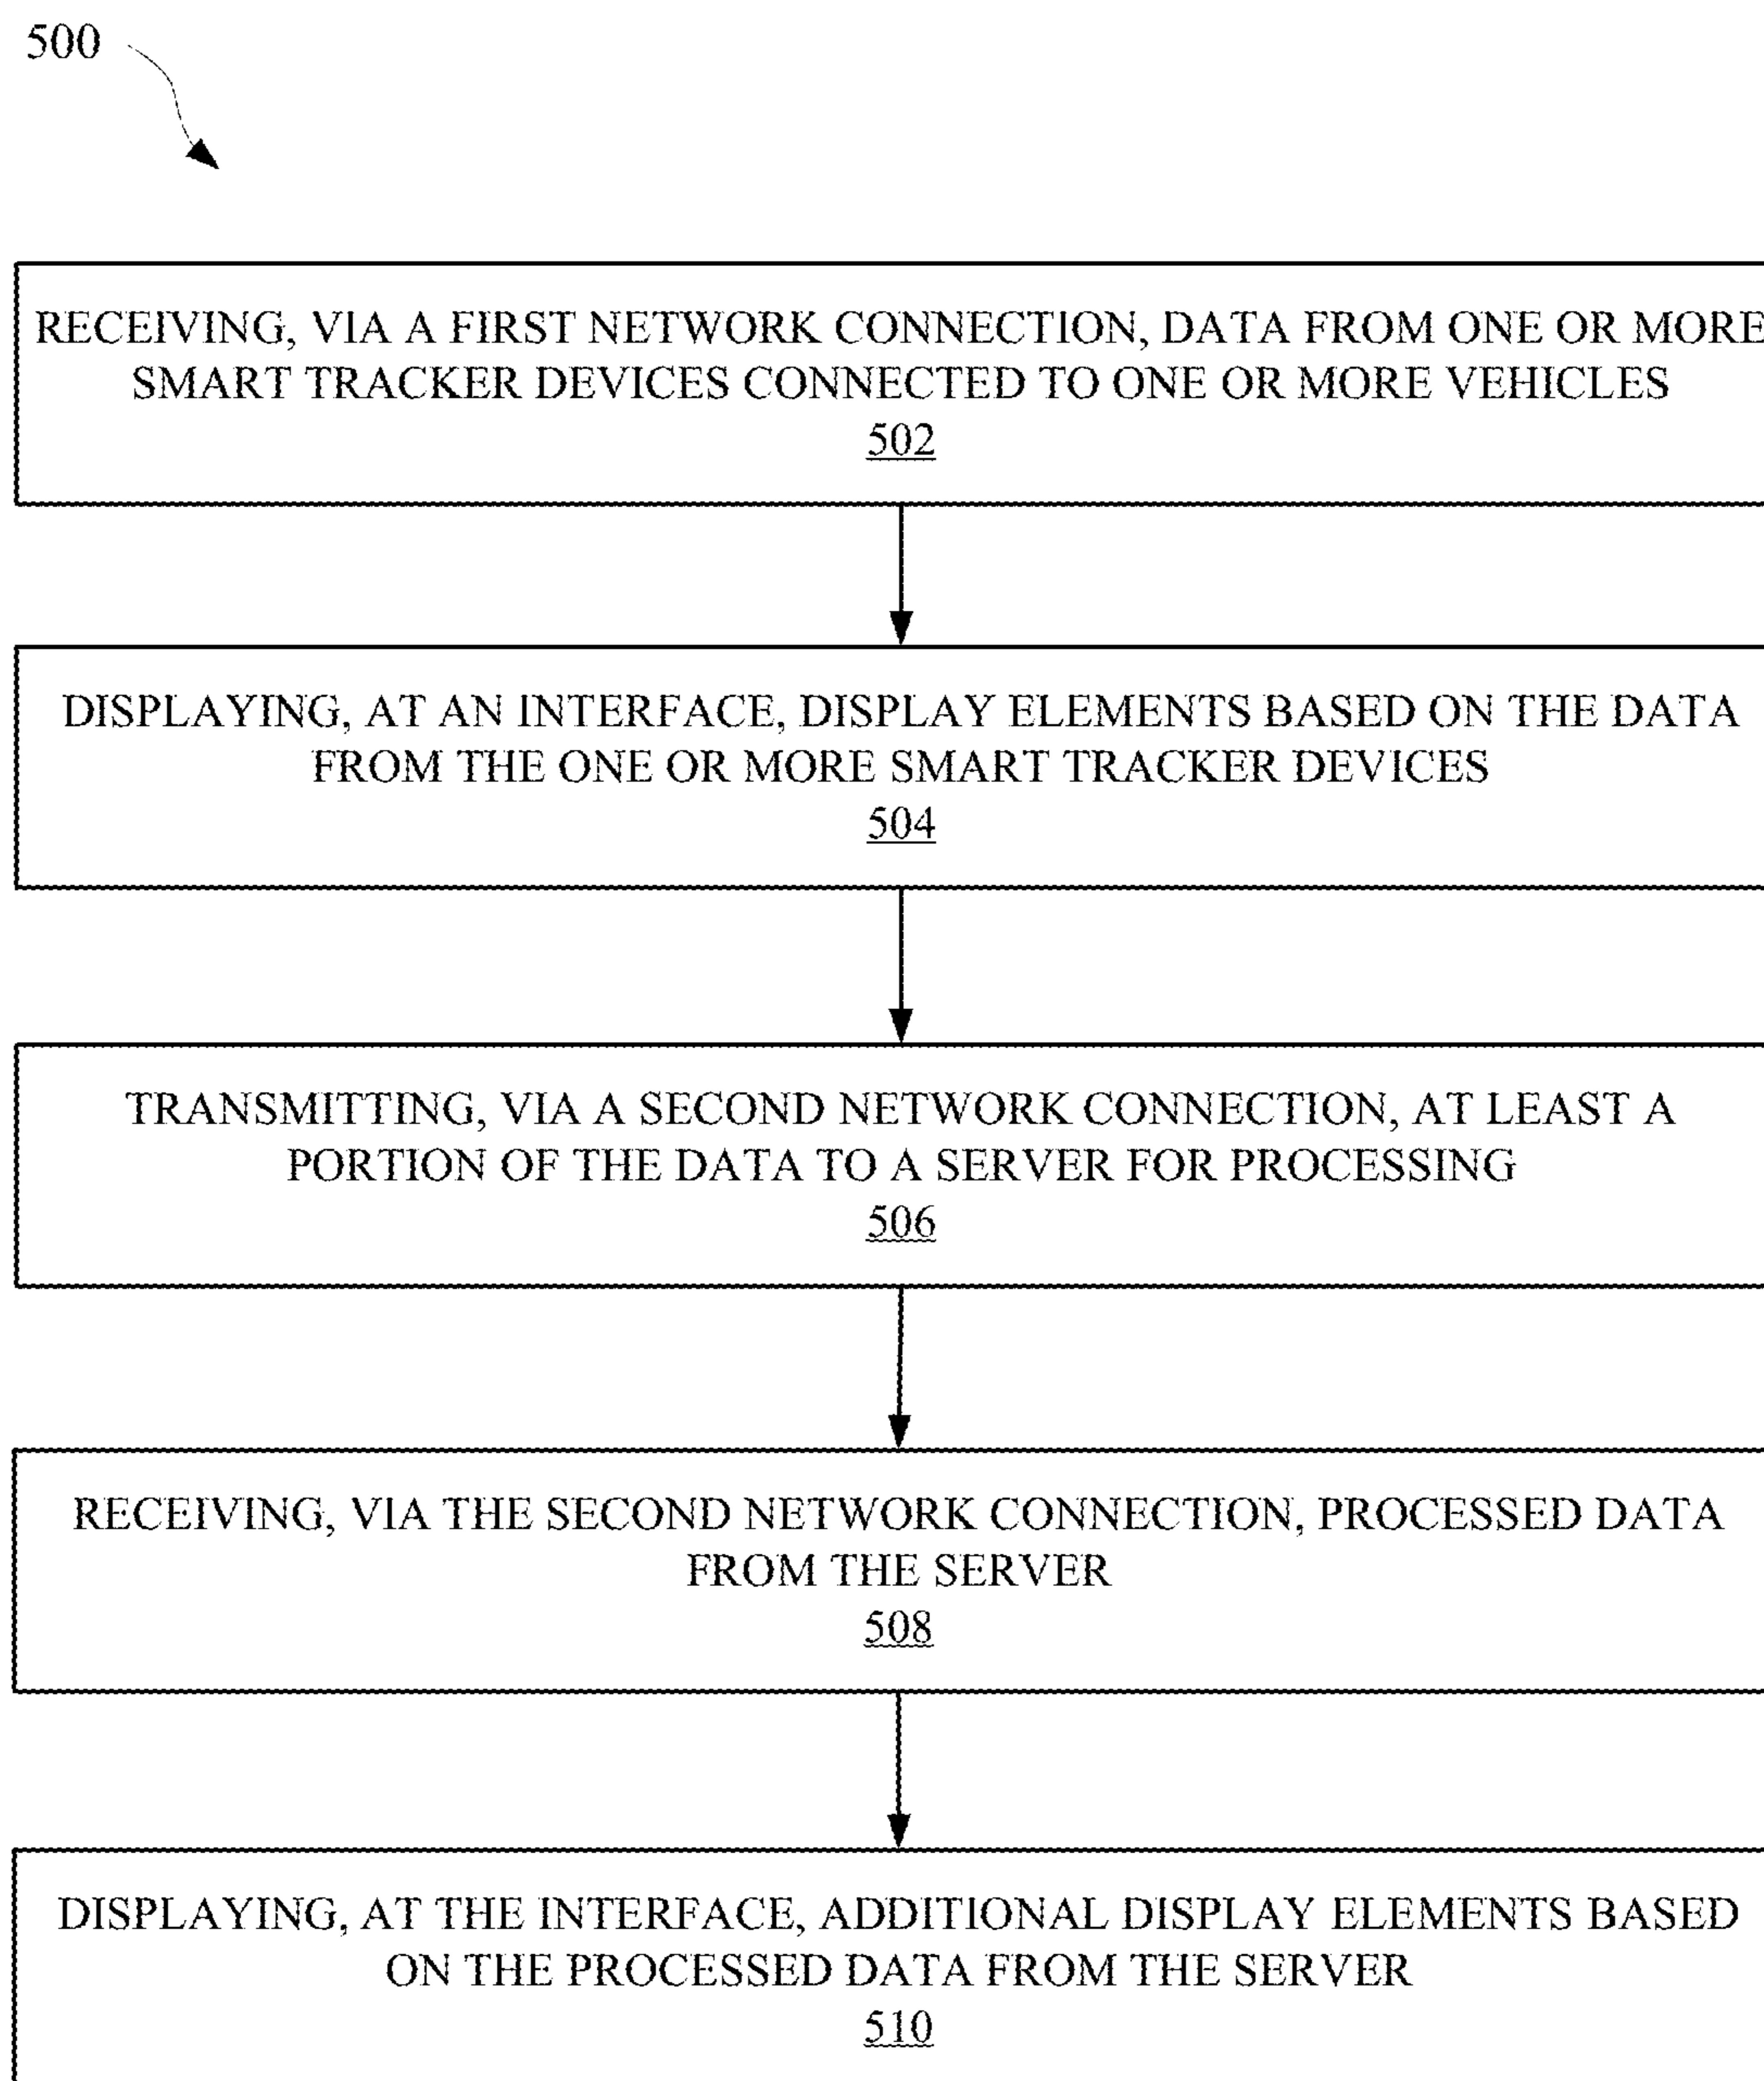 500
RECEIVING, VIA A FIRST NETWORK CONNECTION, DATA FROM ONE OR MORE
SMART TRACKER DEVICES CONNECTED TO ONE OR MORE VEHICLES
502
DISPLAYING, AT AN INTERFACE, DISPLAY ELEMENTS BASED ON THE DATA
FROM THE ONE OR MORE SMART TRACKER DEVICES
504
TRANSMITTING, VIA A SECOND NETWORK CONNECTION, AT LEAST A
PORTION OF THE DATA TO A SERVER FOR PROCESSING
506
RECEIVING, VIA THE SECOND NETWORK CONNECTION, PROCESSED DATA
FROM THE SERVER
508
DISPLAYING, AT THE INTERFACE, ADDITIONAL DISPLAY ELEMENTS BASED
ON THE PROCESSED DATA FROM THE SERVER
510